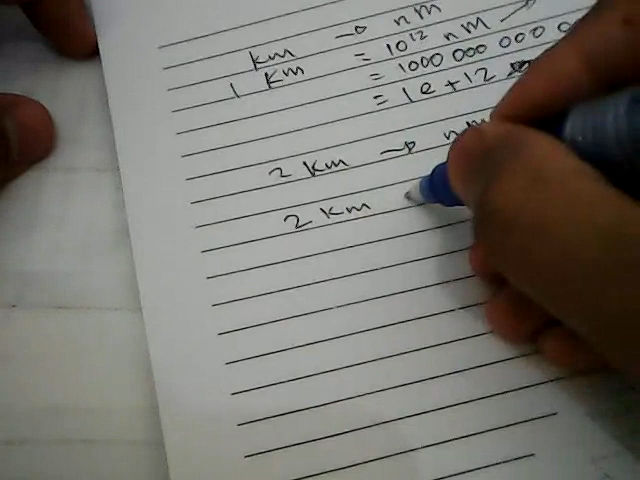 km → nm
1 km = 10¹² nm
= 1000 000 000
= 1e+12
2 km → nm
2 km